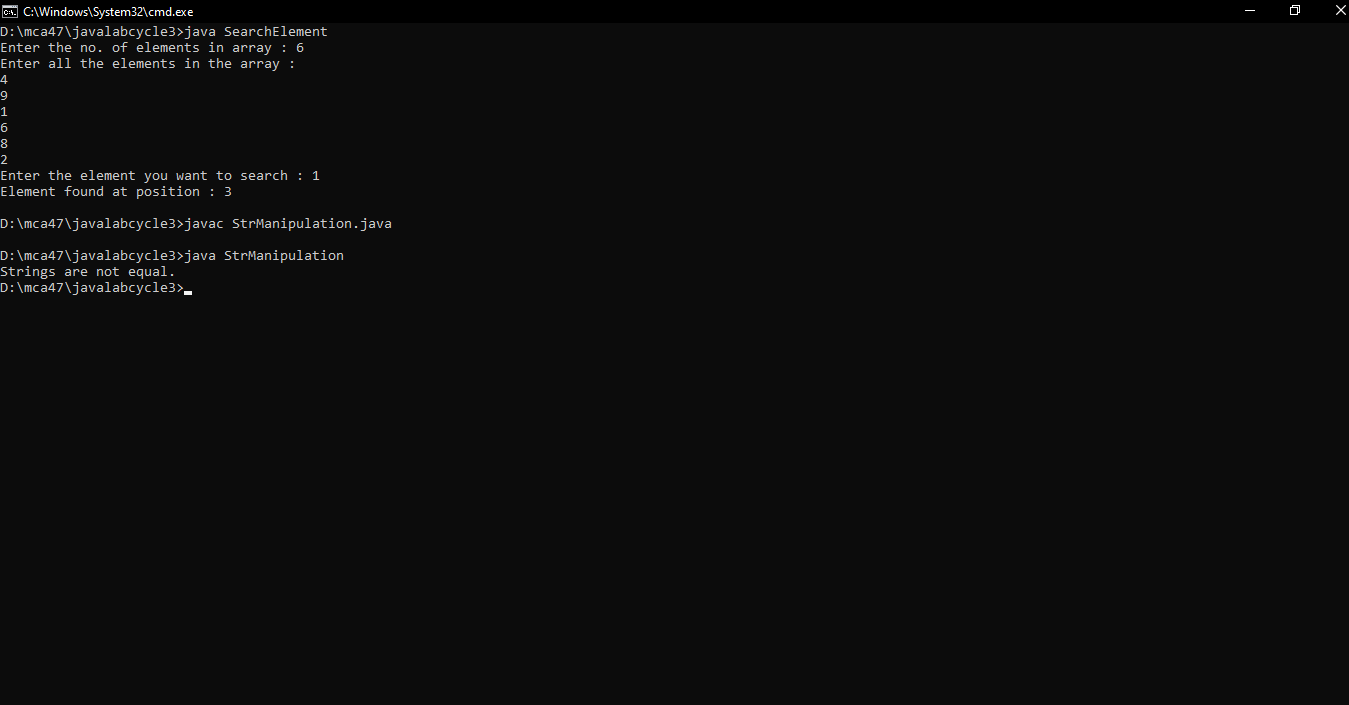 C:\Windows\System32\cmd.exe
D:\mca47\javalabcycle3>java SearchElement
Enter the no. of elements in array : 6
Enter all the elements in the array :
4
9
1
6
8
2
Enter the element you want to search : 1
Element found at position : 3
D:\mca47\javalabcycle3>javac StrManipulation.java
D:\mca47\javalabcycle3>java StrManipulation
Strings are not equal.
D:\mca47\javalabcycle3>